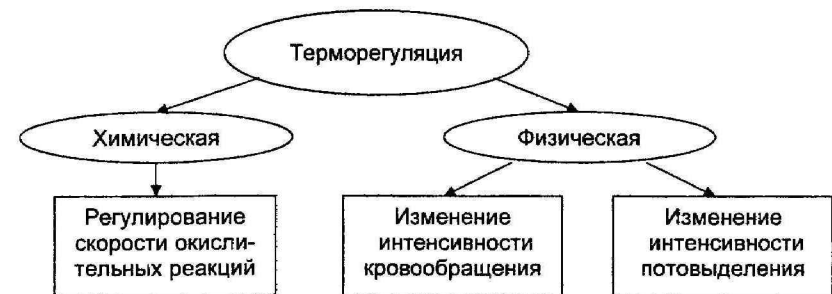 Терморегуляция
Химическая
Физическая
Регулирование
скорости окисли-
тельных реакций
Изменение
интенсивности
кровообращения
Изменение
интенсивности
потовыделения